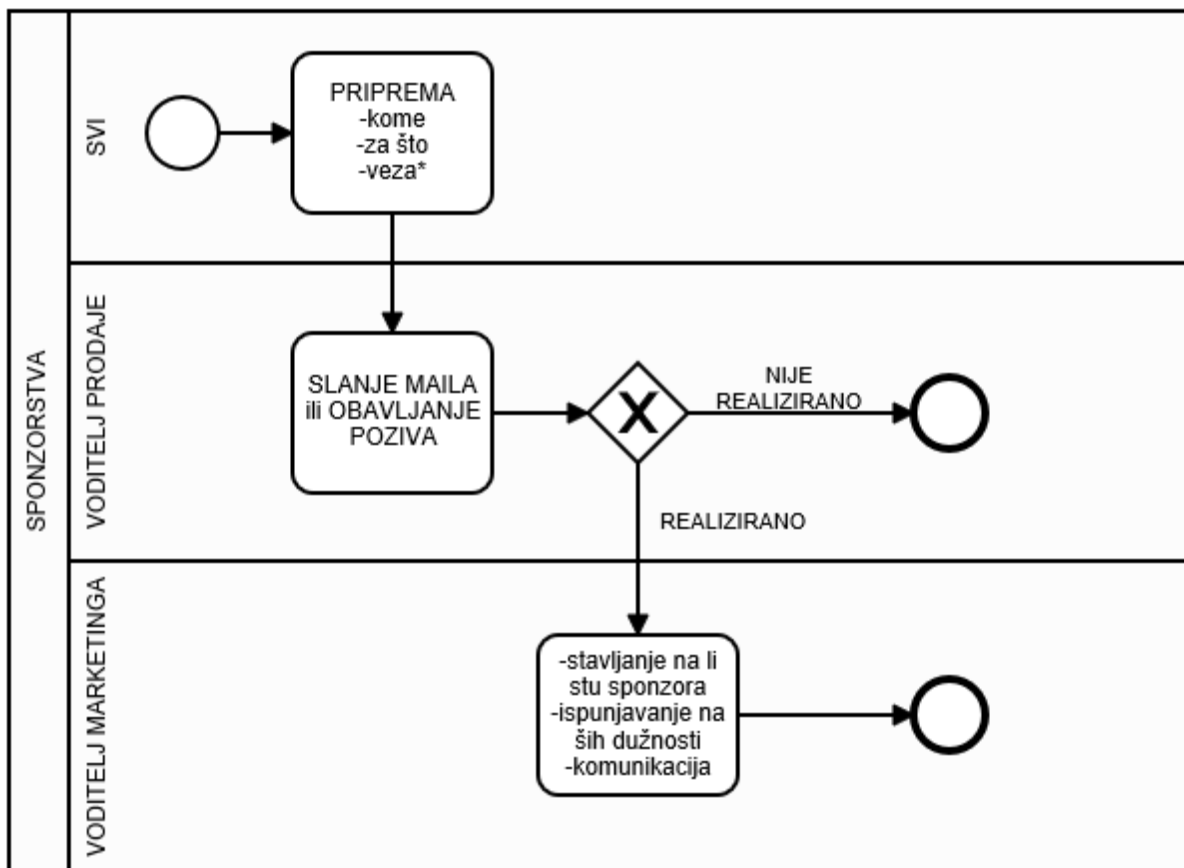 SPONZORSTVA
SVI
PRIPREMA
-kome
-za što
-veza*
VODITELJ PRODAJE
SLANJE MAILA
ili OBAVLJANJE
POZIVA
X
NIJE
REALIZIRANO
REALIZIRANO
VODITELJ MARKETINGA
-stavljanje na li
stu sponzora
-ispunjavanje na
ših dužnosti
-komunikacija